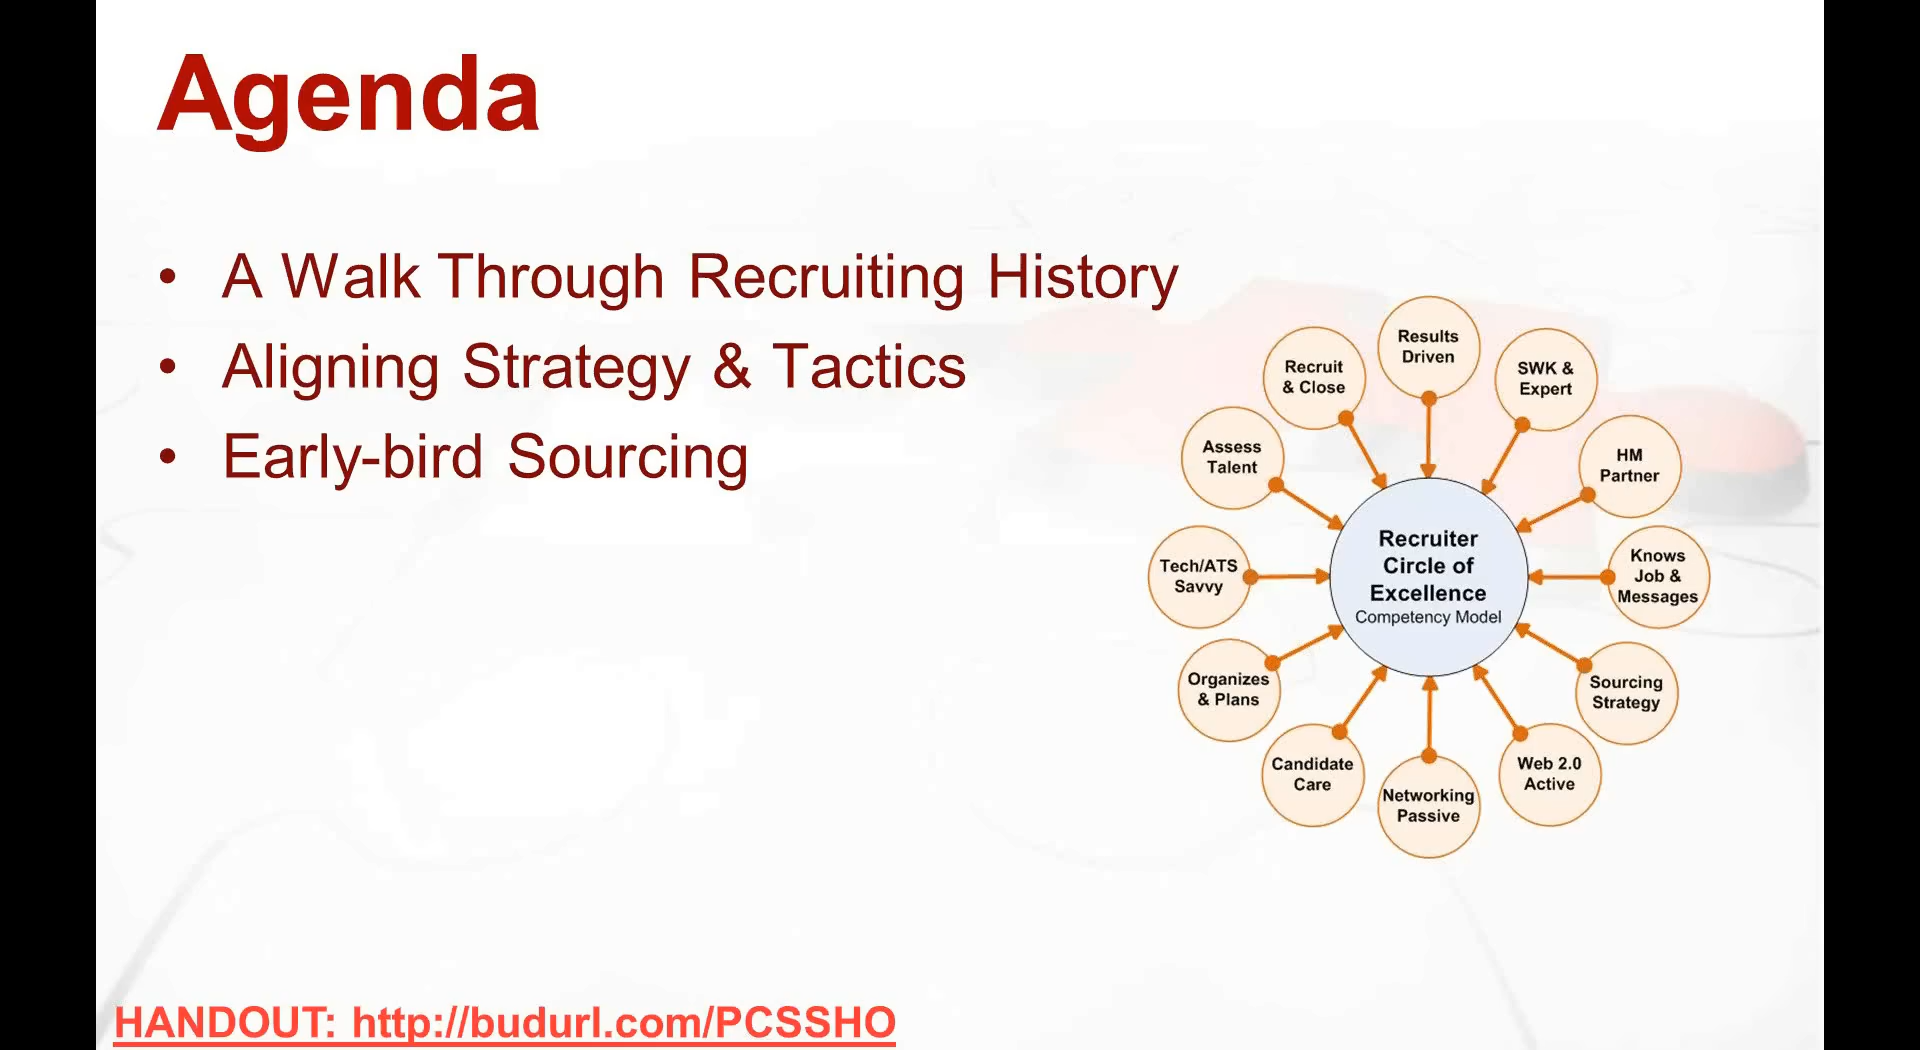 Agenda
• A Walk Through Recruiting History
• Aligning Strategy & Tactics
• Early-bird Sourcing
Results
Driven
SWK &
Expert
HM
Partner
Knows
Job &
Messages
Sourcing
Strategy
Web 2.0
Active
Networking
Passive
Candidate
Care
Organizes
& Plans
Tech/ATS
Savvy
Assess
Talent
Recruit
& Close
Recruiter
Circle of
Excellence
Competency Model
HANDOUT: http://budurl.com/PCSSHO